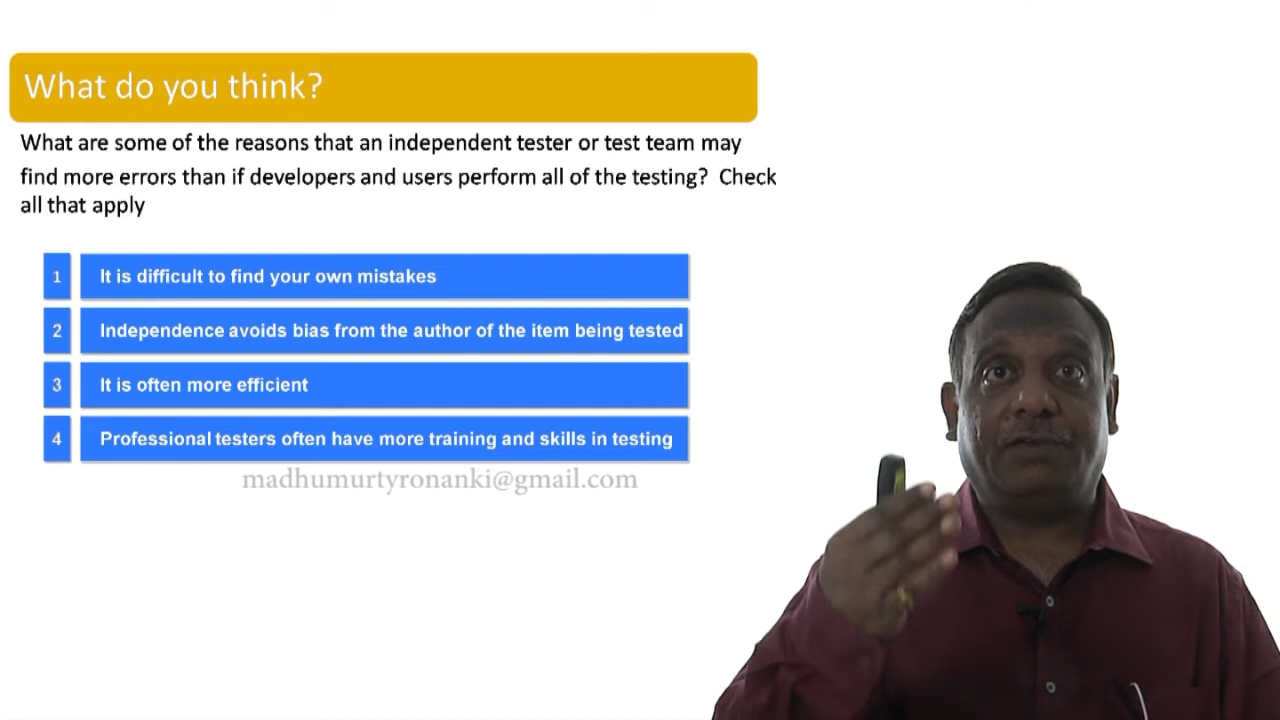 What do you think?
What are some of the reasons that an independent tester or test team may
find more errors than if developers and users perform all of the testing? Check
all that apply
1 It is difficult to find your own mistakes
2 Independence avoids bias from the author of the item being tested
3 It is often more efficient
4 Professional testers often have more training and skills in testing
madhumurtyronanki@gmail.com